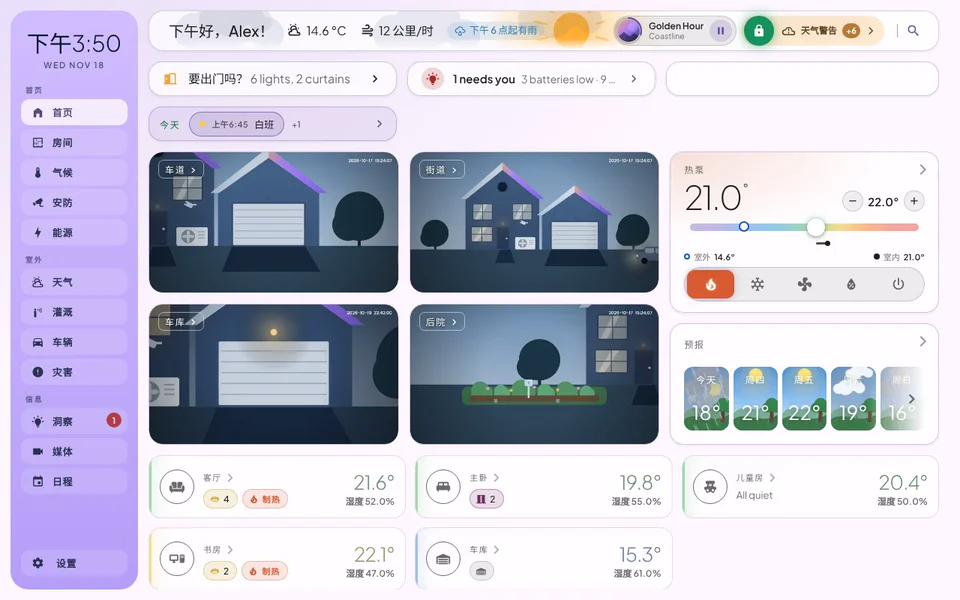 下午3:50
WED NOV 18
首页
首页
房间
气候
安防
能源
室外
天气
灌溉
车辆
灾害
信息
洞察 1
媒体
日程
设置
下午好，Alex！ 14.6 °C 12 公里/时 下午 6 点起有雨
Golden Hour
Coastline
天气警告 +6
要出门吗？ 6 lights, 2 curtains
1 needs you 3 batteries low · 9 ...
今天 上午6:45 白班 +1
车道
街道
车库
后院
热泵
21.0°
22.0°
室外 14.6° 室内 21.0°
预报
今天 周四 周五 周日
18° 21° 22° 19° 16°
客厅
4 制热
21.6°
湿度 52.0%
主卧
2
19.8°
湿度 55.0%
儿童房
All quiet
20.4°
湿度 50.0%
书房
2 制热
22.1°
湿度 47.0%
车库
15.3°
湿度 61.0%